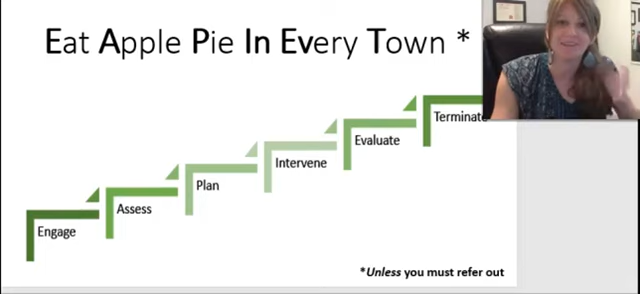 Eat Apple Pie In Every Town *
Engage
Assess
Plan
Intervene
Evaluate
Terminate
*Unless you must refer out